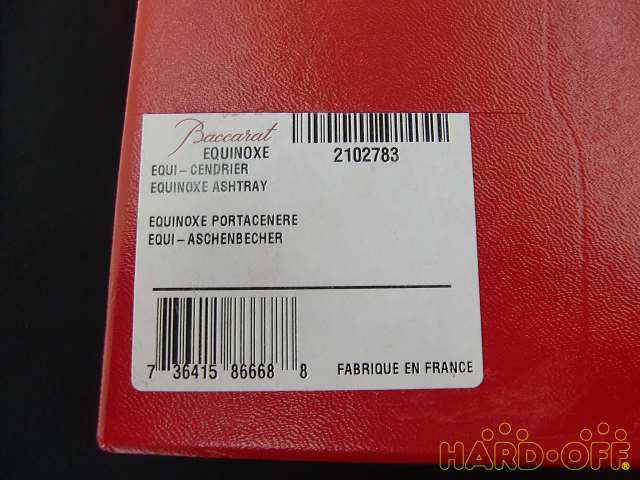 Baccarat
EQUINOXE 2102783
EQUI-CENDRIER
EQUINOXE ASHTRAY
EQUINOXE PORTACENERE
EQUI-ASCHENBECHER
7 36415 86668 8 FABRIQUE EN FRANCE
HARD·OFF®